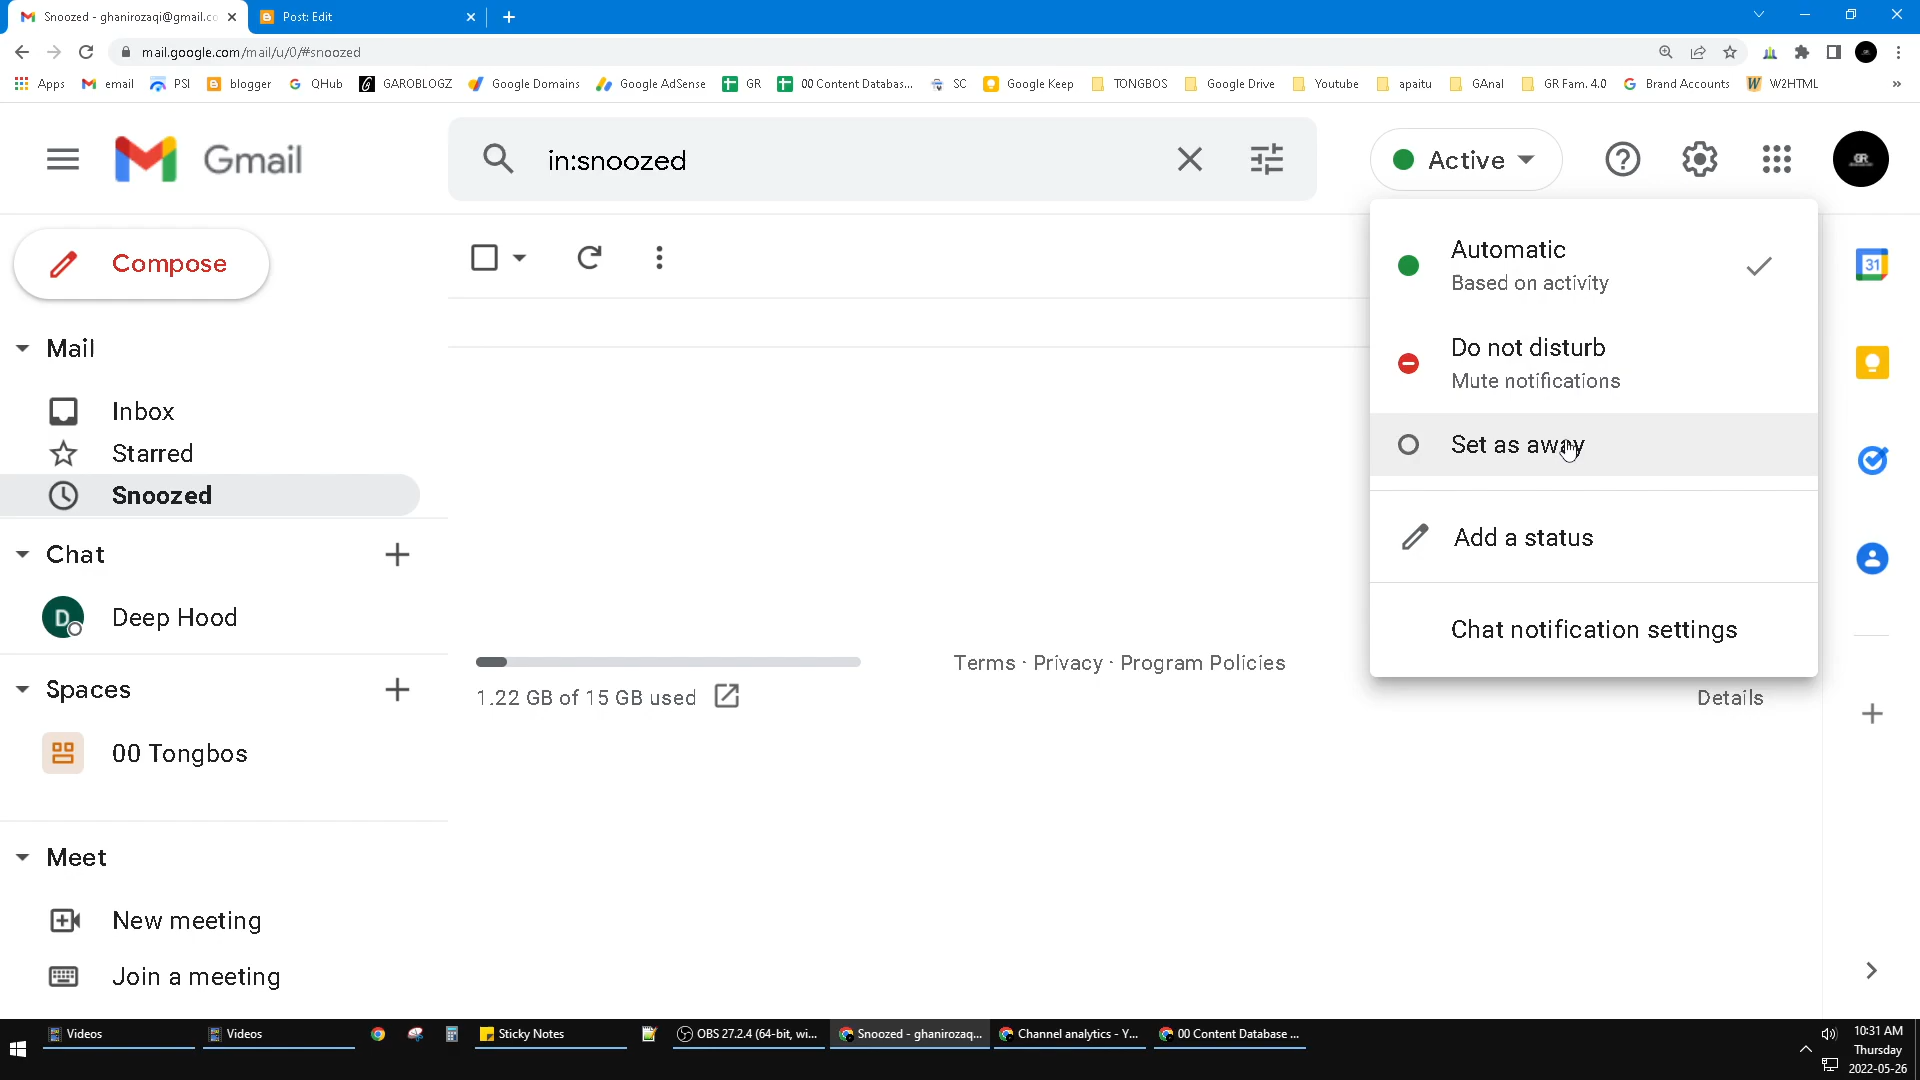 Snoozed - ghanirozaqi@gmail.co
Post: Edit
mail.google.com/mail/u/0/#snoozed
Apps
email
PSI
blogger
QHub
GAROBLOGZ
Google Domains
Google AdSense
GR
00 Content Databas...
SC
Google Keep
TONGBOS
Google Drive
Youtube
apaitu
GAnal
GR Fam. 4.0
Brand Accounts
W2HTML
»
Gmail
in:snoozed
Active
GR
Compose
Automatic
Based on activity
31
Mail
Do not disturb
Mute notifications
Inbox
Starred
Set as away
Snoozed
Add a status
Chat
D
Deep Hood
Chat notification settings
Spaces
1.22 GB of 15 GB used
Terms · Privacy · Program Policies
Details
00 Tongbos
Meet
New meeting
Join a meeting
Videos
Videos
Sticky Notes
OBS 27.2.4 (64-bit, wi...
Snoozed - ghanirozaq...
Channel analytics - Y...
00 Content Database ...
10:31 AM
Thursday
2022-05-26